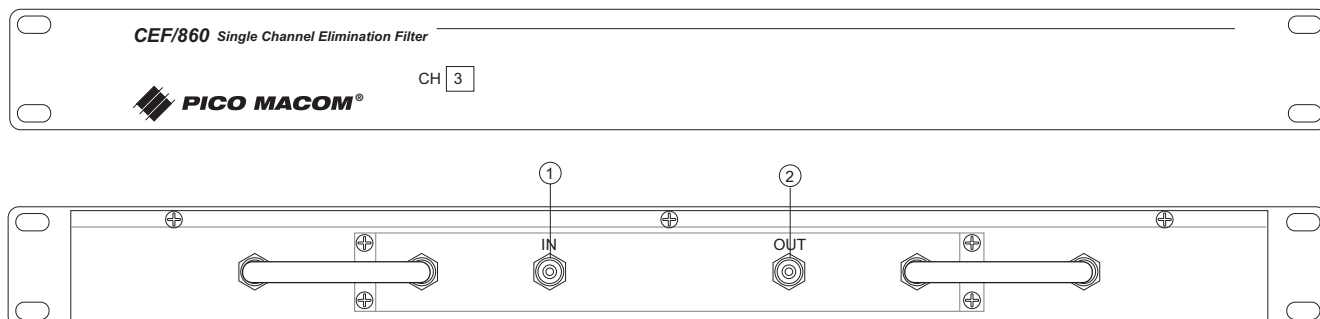 CEF/860 Single Channel Elimination Filter
CH 3
PICO MACOM®
1 2
IN OUT